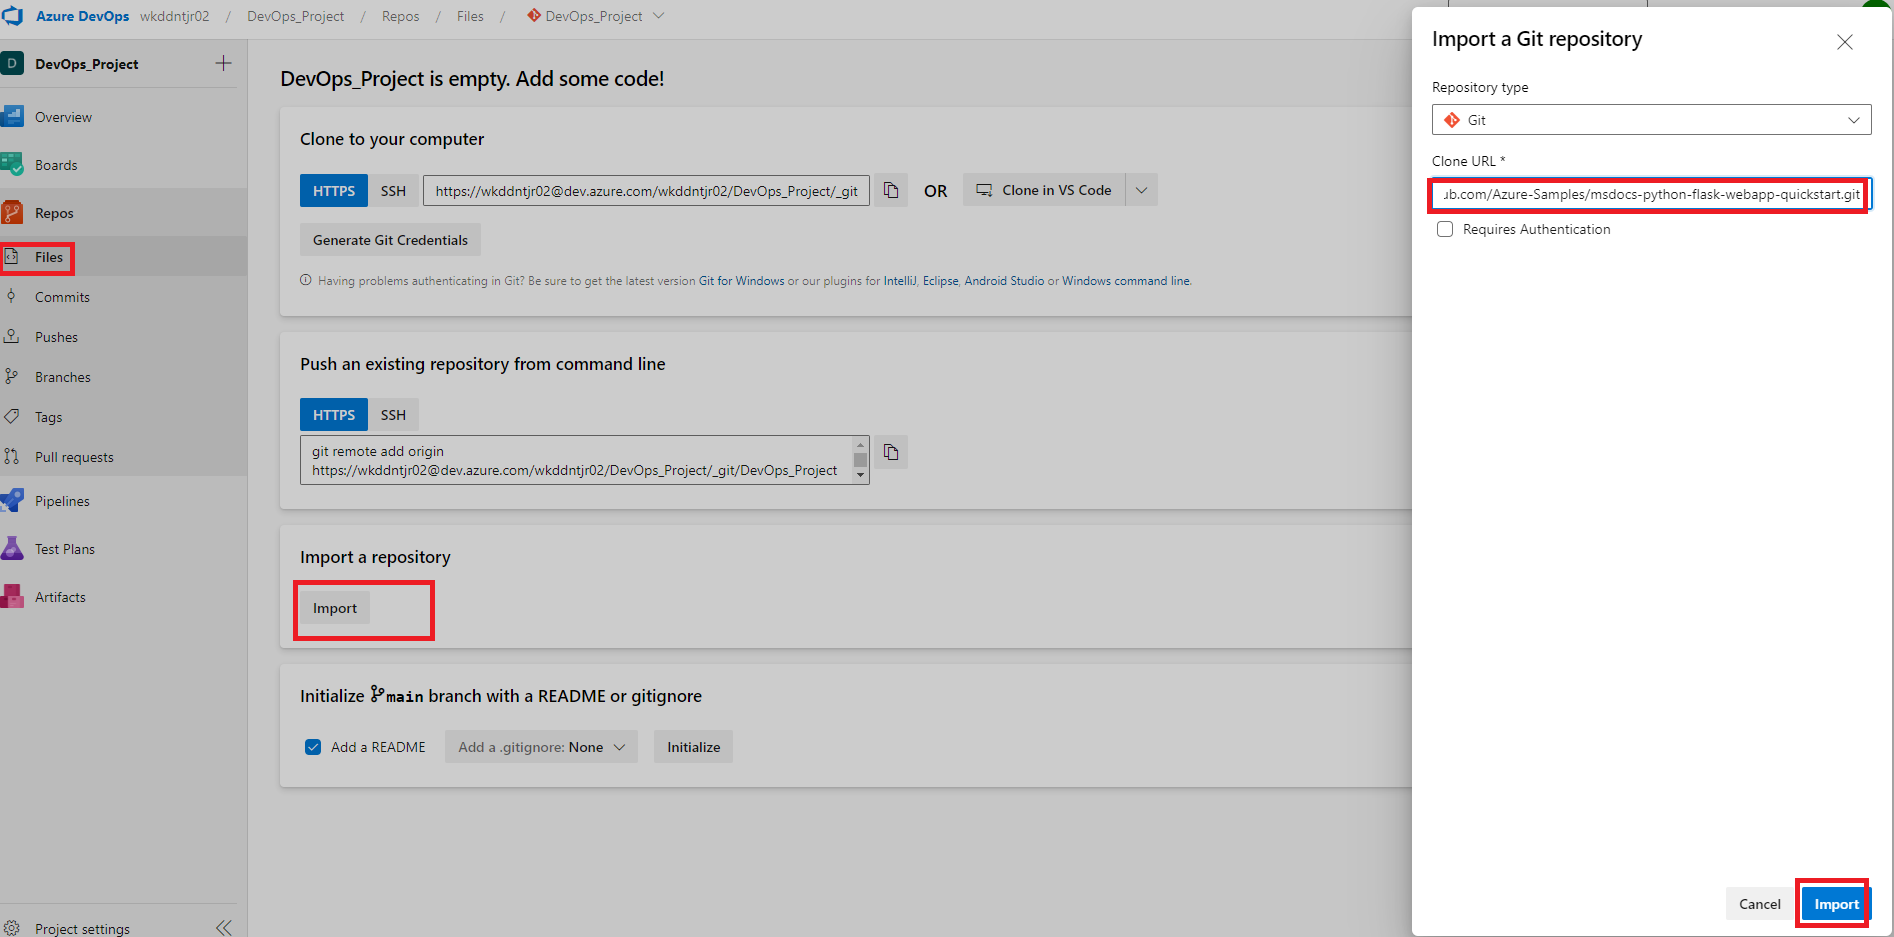 Azure DevOps wkddntjr02 / DevOps_Project / Repos / Files / DevOps_Project
D DevOps_Project
Overview
Boards
Repos
Files
Commits
Pushes
Branches
Tags
Pull requests
Pipelines
Test Plans
Artifacts
Project settings
DevOps_Project is empty. Add some code!
Clone to your computer
HTTPS SSH https://wkddntjr02@dev.azure.com/wkddntjr02/DevOps_Project/_git OR Clone in VS Code
Generate Git Credentials
Having problems authenticating in Git? Be sure to get the latest version Git for Windows or our plugins for IntelliJ, Eclipse, Android Studio or Windows command line.
Push an existing repository from command line
HTTPS SSH
git remote add origin
https://wkddntjr02@dev.azure.com/wkddntjr02/DevOps_Project/_git/DevOps_Project
Import a repository
Import
Initialize main branch with a README or gitignore
Add a README Add a .gitignore: None Initialize
Import a Git repository
Repository type
Git
Clone URL *
ub.com/Azure-Samples/msdocs-python-flask-webapp-quickstart.git
Requires Authentication
Cancel Import